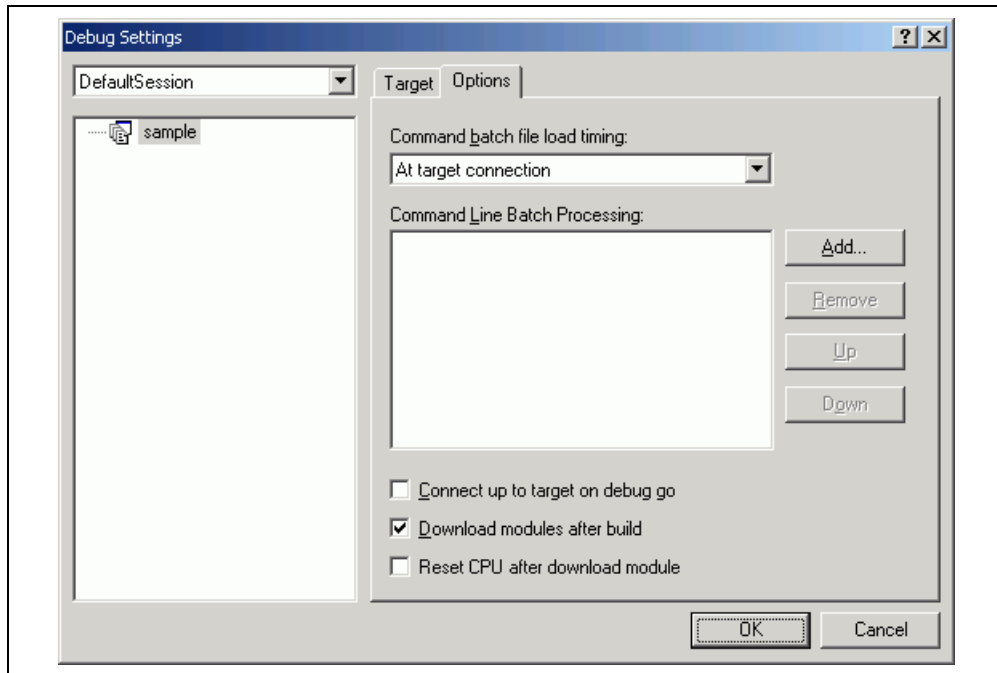 Debug Settings
DefaultSession
sample
Target
Options
Command batch file load timing:
At target connection
Command Line Batch Processing:
Add...
Remove
Up
Down
Connect up to target on debug go
Download modules after build
Reset CPU after download module
OK
Cancel